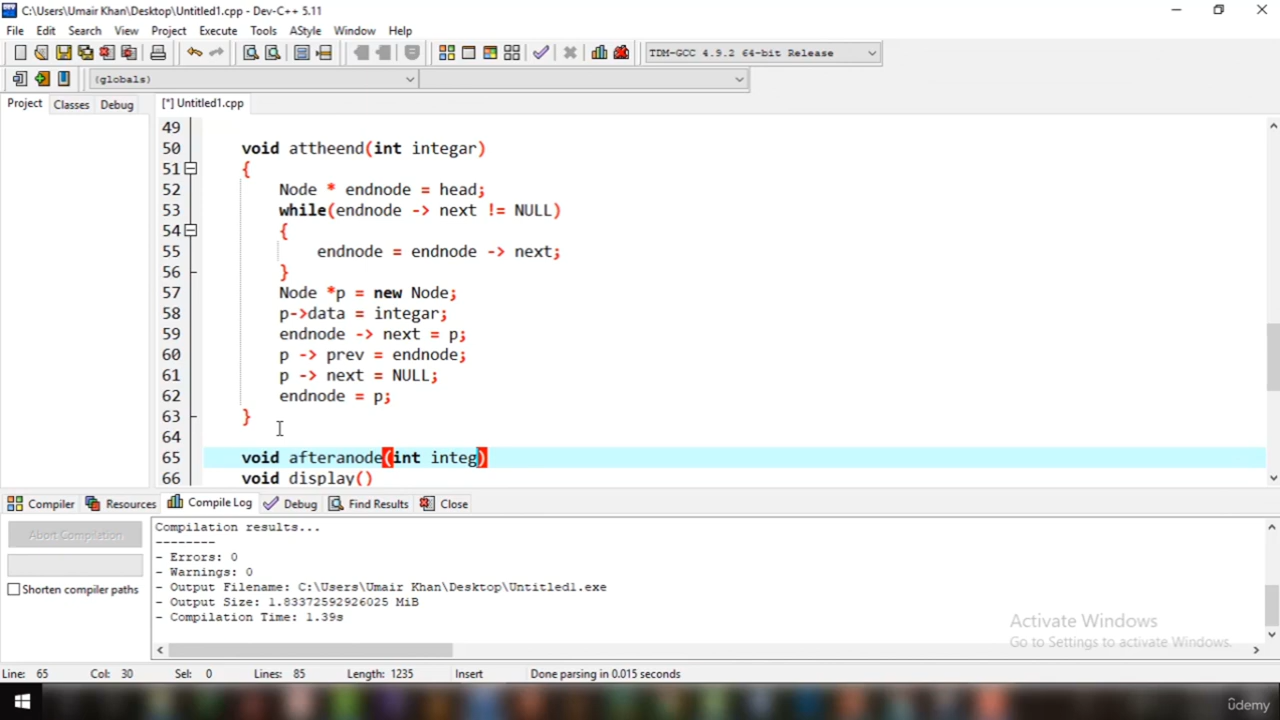 C:\Users\Umair Khan\Desktop\Untitled1.cpp - Dev-C++ 5.11
File Edit Search View Project Execute Tools AStyle Window Help
TDM-GCC 4.9.2 64-bit Release
(globals)
Project Classes Debug [*] Untitled1.cpp
49
50 void attheend(int integar)
51 {
52 Node * endnode = head;
53 while(endnode -> next != NULL)
54 {
55 endnode = endnode -> next;
56 }
57 Node *p = new Node;
58 p->data = integar;
59 endnode -> next = p;
60 p -> prev = endnode;
61 p -> next = NULL;
62 endnode = p;
63 }
64
65 void afteranode(int integ)
66 void display()
Compiler Resources Compile Log Debug Find Results Close
Abort Compilation
Shorten compiler paths
Compilation results...
--------
- Errors: 0
- Warnings: 0
- Output Filename: C:\Users\Umair Khan\Desktop\Untitled1.exe
- Output Size: 1.83372592926025 MiB
- Compilation Time: 1.39s
Activate Windows
Go to Settings to activate Windows.
Line: 65 Col: 30 Sel: 0 Lines: 85 Length: 1235 Insert Done parsing in 0.015 seconds
ûdemy